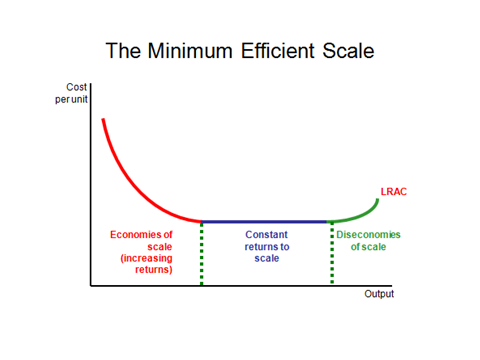 The Minimum Efficient Scale
Cost
per unit
LRAC
Economies of
scale
(increasing
returns)
Constant
returns to
scale
Diseconomies
of scale
Output